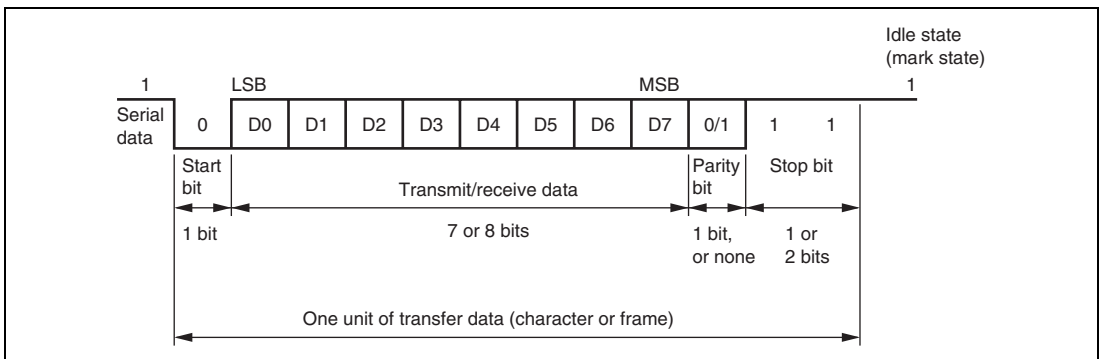 Idle state
(mark state)
1 LSB MSB 1
Serial
data
0 D0 D1 D2 D3 D4 D5 D6 D7 0/1 1 1
Start
bit
Transmit/receive data
Parity
bit
Stop bit
1 bit
7 or 8 bits
1 bit,
or none
1 or
2 bits
One unit of transfer data (character or frame)